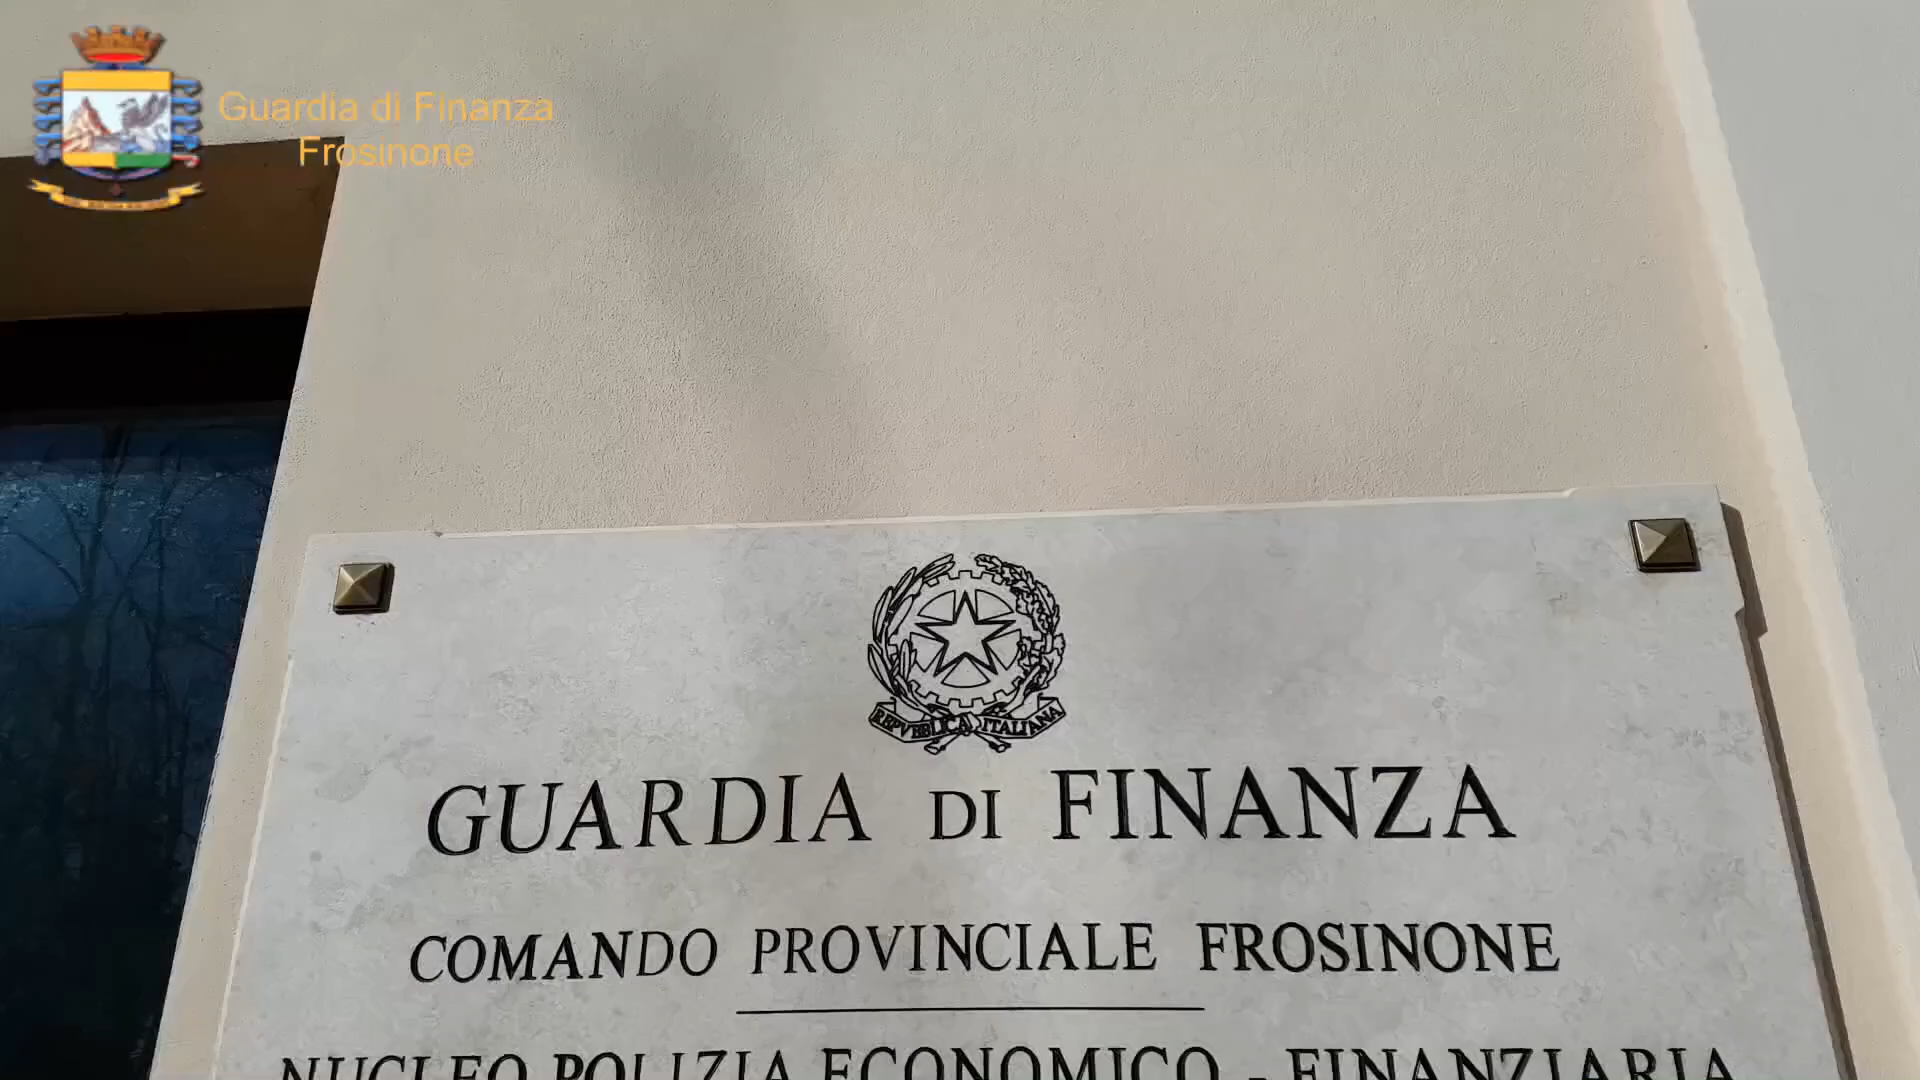 Guardia di Finanza
Frosinone
REPVBBLICA ITALIANA
GUARDIA DI FINANZA
COMANDO PROVINCIALE FROSINONE
NUCLEO POLIZIA ECONOMICO - FINANZIARIA